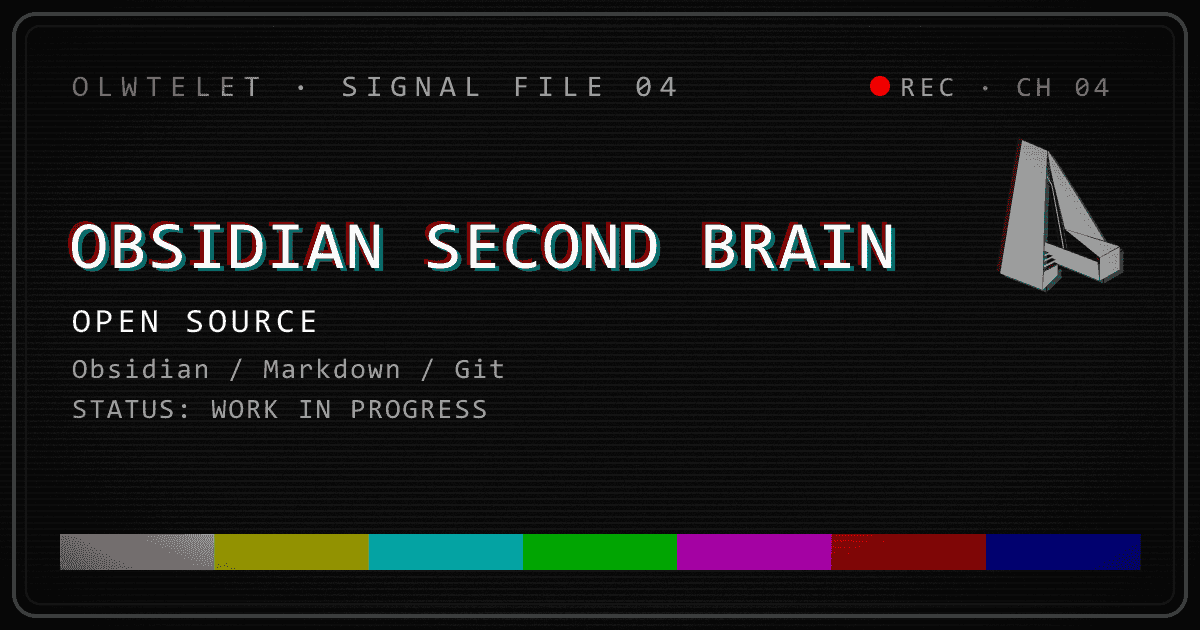 OLWTELET · SIGNAL FILE 04
REC · CH 04
OBSIDIAN SECOND BRAIN
OPEN SOURCE
Obsidian / Markdown / Git
STATUS: WORK IN PROGRESS